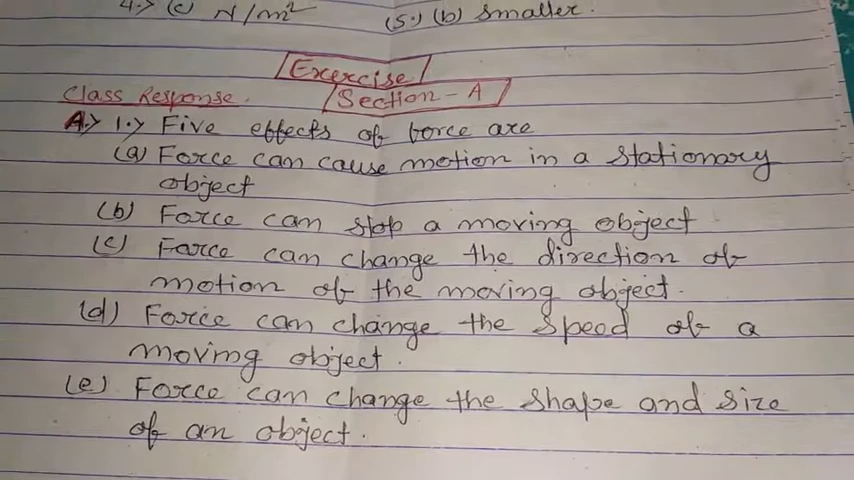 4.> (c) N/m² (5.) (b) Smaller.
Exercise
Class Response. Section - A
A.> 1.> Five effects of force are
(a) Force can cause motion in a stationary
object
(b) Force can stop a moving object
(c) Force can change the direction of
motion of the moving object.
(d) Force can change the speed of a
moving object.
(e) Force can change the shape and size
of an object.